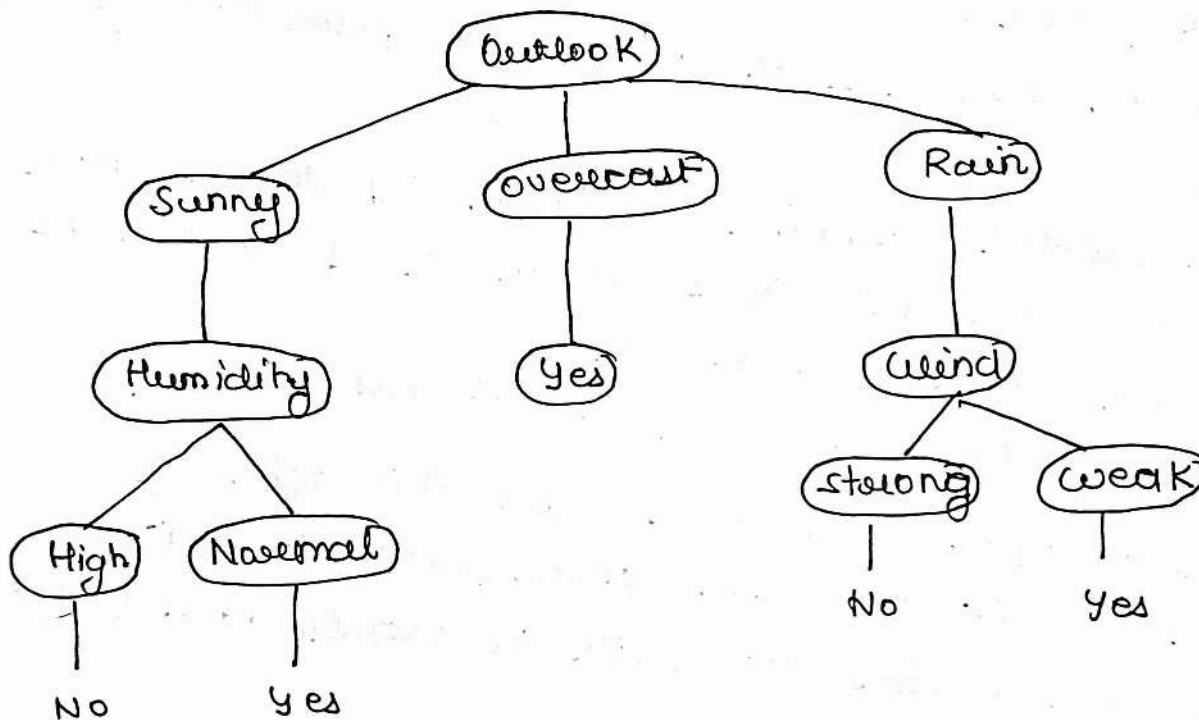 Outlook
Sunny
overcast
Rain
Humidity
Yes
Wind
High
Normal
strong
weak
No
Yes
No
Yes